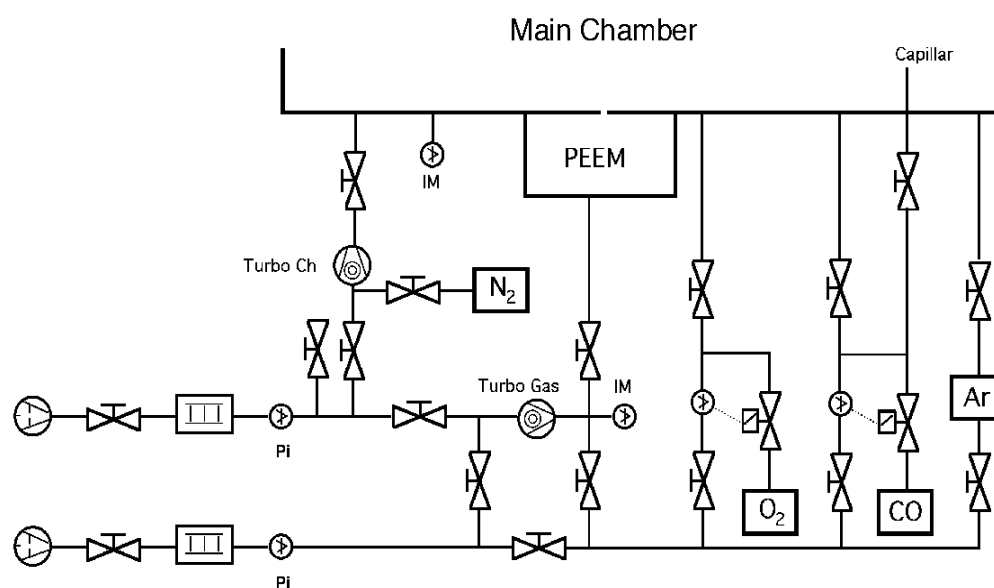 Main Chamber
Capillar
PEEM
IM
Turbo Ch
N2
Turbo Gas
IM
Ar
Pi
O2
CO
Pi